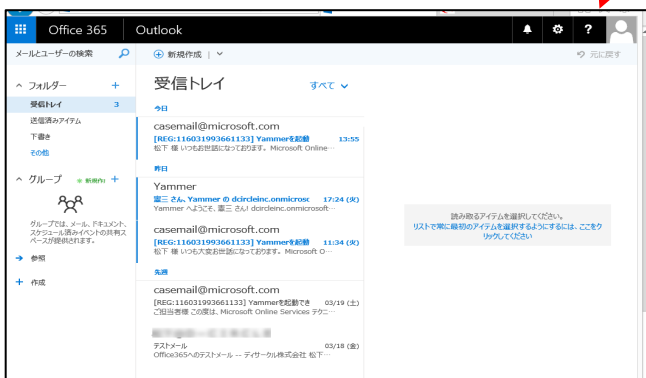 Office 365
Outlook
?
メールとユーザーの検索
新規作成
元に戻す
フォルダー
受信トレイ 3
送信済みアイテム
下書き
その他
グループ
新規作
グループでは、メール、ドキュメント、
スケジュール済みイベントの共有ス
ペースが提供されます。
参照
作成
受信トレイ
すべて
今日
casemail@microsoft.com
[REG:116031993661133] Yammerを起動 13:55
松下 様 いつもお世話になっております。 Microsoft Online…
昨日
Yammer
憲三 さん、Yammer の dcircleinc.onmicrosc 17:24 (火)
Yammer へようこそ、憲三 さん! dcircleinc.onmicrosoft…
casemail@microsoft.com
[REG:116031993661133] Yammerを起動 11:34 (火)
松下 様 いつも大変お世話になっております。 Microsoft O…
先週
casemail@microsoft.com
[REG:116031993661133] Yammerを起動でき 03/19 (土)
ご担当者様 この度は、Microsoft Online Services テクニ…
テストメール 03/18 (金)
Office365へのテストメール -- ディサークル株式会社 松下…
読み取るアイテムを選択してください。
リストで常に最初のアイテムを選択するようにするには、ここをク
リックしてください